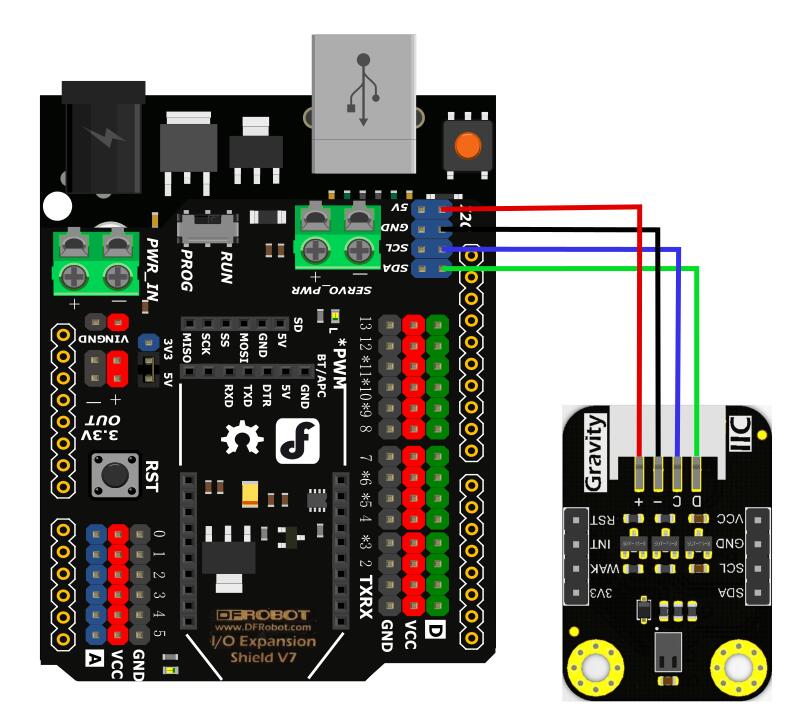 5V
GND
SCL
SDA
I2C
PWR_IN
PROG
RUN
SERVO_PWR
+
−
+
−
VINGND
3V3
5V
−
+
3.3V
OUT
RST
MISO
SCK
SS
MOSI
GND
5V
SD
L
*PWM
BT/APC
RXD
TXD
DTR
5V
GND
13
12
*11
*10
*9
8
7
*6
*5
4
*3
2
TXRX
GND
VCC
D
0
1
2
3
4
5
A
VCC
GND
DFROBOT
www.DFRobot.com
I/O Expansion
Shield V7
Gravity
IIC
+
−
C
D
RST
INT
WAK
3V3
VCC
GND
SCL
SDA